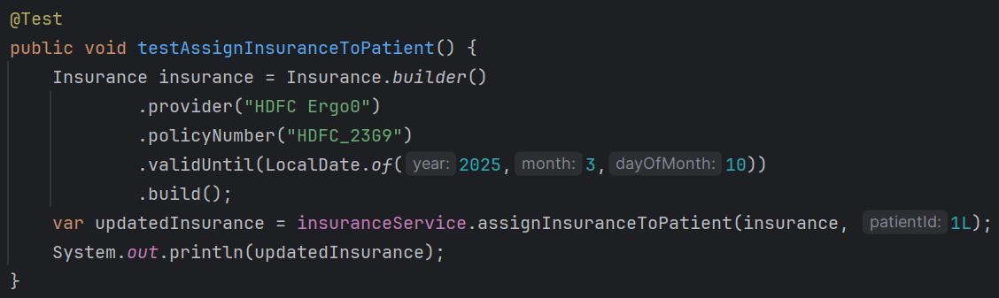 @Test
public void testAssignInsuranceToPatient() {
    Insurance insurance = Insurance.builder()
            .provider("HDFC Ergo0")
            .policyNumber("HDFC_23G9")
            .validUntil(LocalDate.of( year: 2025, month: 3, dayOfMonth: 10))
            .build();
    var updatedInsurance = insuranceService.assignInsuranceToPatient(insurance, patientId: 1L);
    System.out.println(updatedInsurance);
}